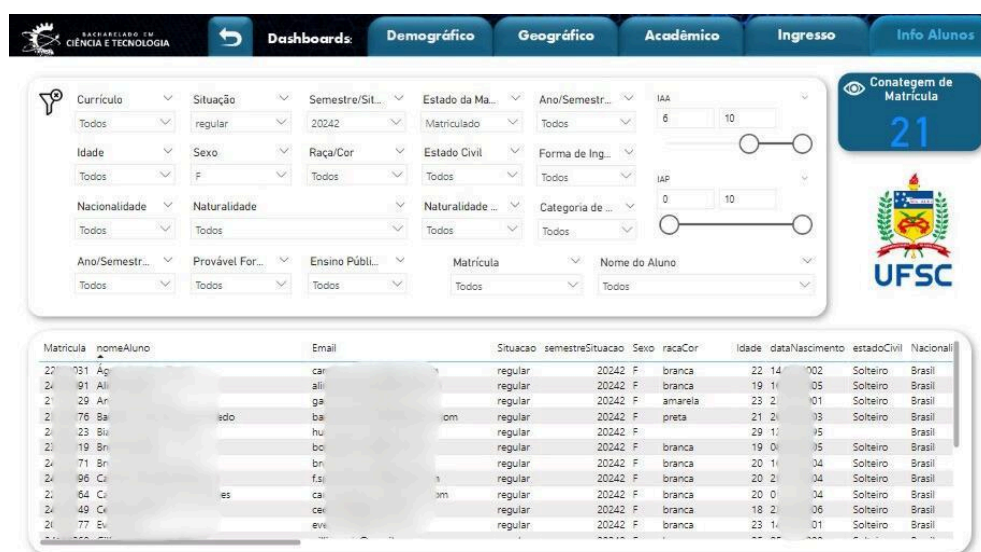 BACHARELADO EM
CIÊNCIA E TECNOLOGIA
Dashboards: Demográfico Geográfico Acadêmico Ingresso Info Alunos
Conategem de
Matrícula
21
Currículo Situação Semestre/Sit... Estado da Ma... Ano/Semestr... IAA
Todos regular 20242 Matriculado Todos 6 10
Idade Sexo Raça/Cor Estado Civil Forma de Ing...
Todos F Todos Todos Todos IAP
0 10
Nacionalidade Naturalidade Naturalidade ... Categoria de ...
Todos Todos Todos Todos
Ano/Semestr... Provável For... Ensino Públi... Matrícula Nome do Aluno
Todos Todos Todos Todos Todos
UFSC
Matricula nomeAluno Email Situacao semestreSituacao Sexo racaCor Idade dataNascimento estadoCivil Nacionali
regular 20242 F branca 22 Solteiro Brasil
regular 20242 F branca 19 Solteiro Brasil
regular 20242 F amarela 23 Solteiro Brasil
regular 20242 F preta 21 Solteiro Brasil
regular 20242 F 29 Brasil
regular 20242 F branca 19 Solteiro Brasil
regular 20242 F branca 20 Solteiro Brasil
regular 20242 F branca 20 Solteiro Brasil
regular 20242 F branca 20 Solteiro Brasil
regular 20242 F branca 18 Solteiro Brasil
regular 20242 F branca 23 Solteiro Brasil